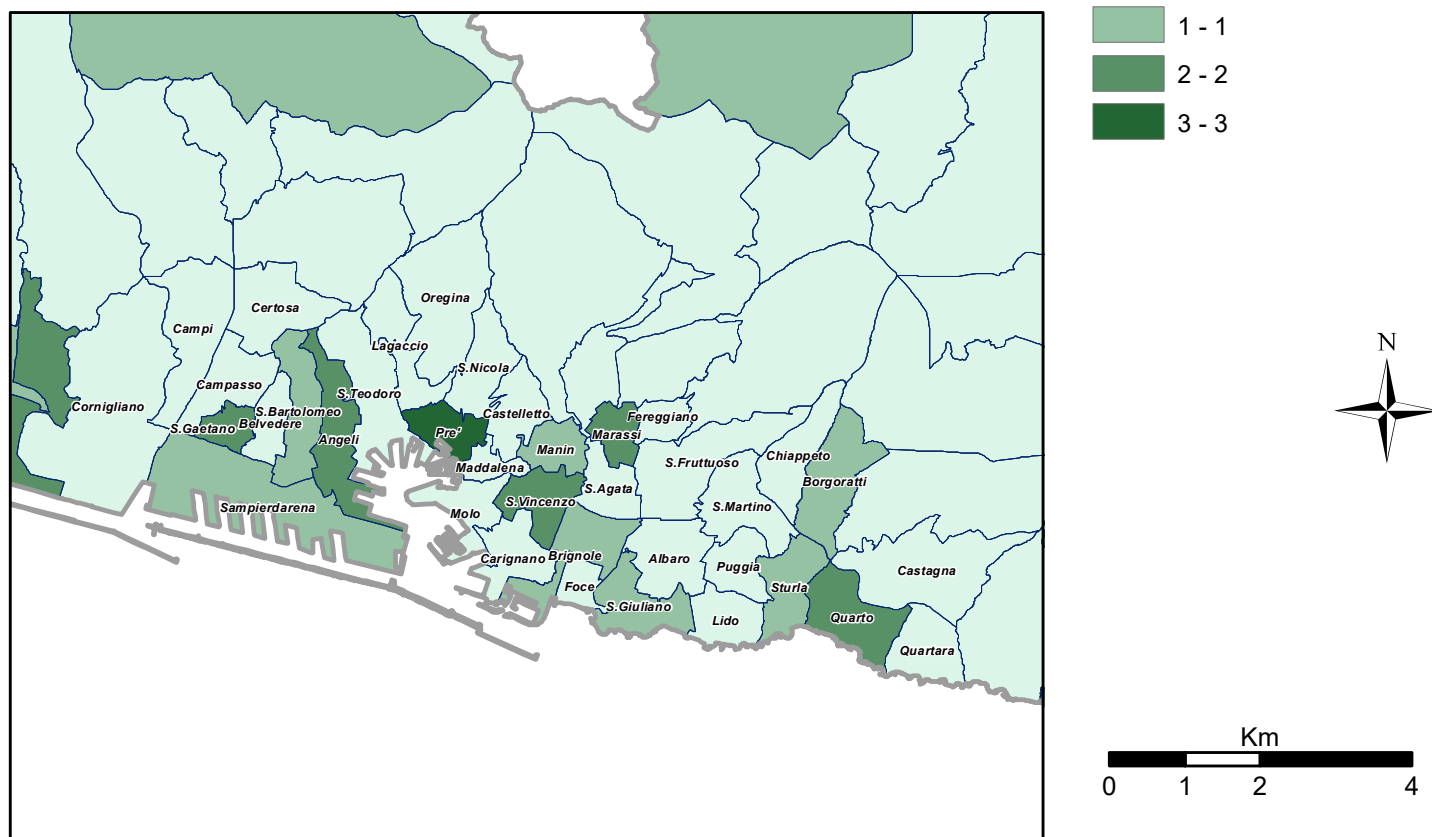 1 - 1
2 - 2
3 - 3
Oregina
Certosa
Campi
Lagaccio
S.Nicola
Campasso
S.Teodoro
Cornigliano
S.Bartolomeo
Castelletto
Fereggiano
Belvedere
S.Gaetano
Angeli
Pre'
Marassi
Manin
Chiappeto
S.Fruttuoso
Maddalena
Borgoratti
S.Agata
S.Vincenzo
Sampierdarena
Molo
S.Martino
Carignano
Brignole
Albaro
Puggia
Castagna
Foce
Sturla
S.Giuliano
Lido
Quarto
Quartara
N
Km
0 1 2 4